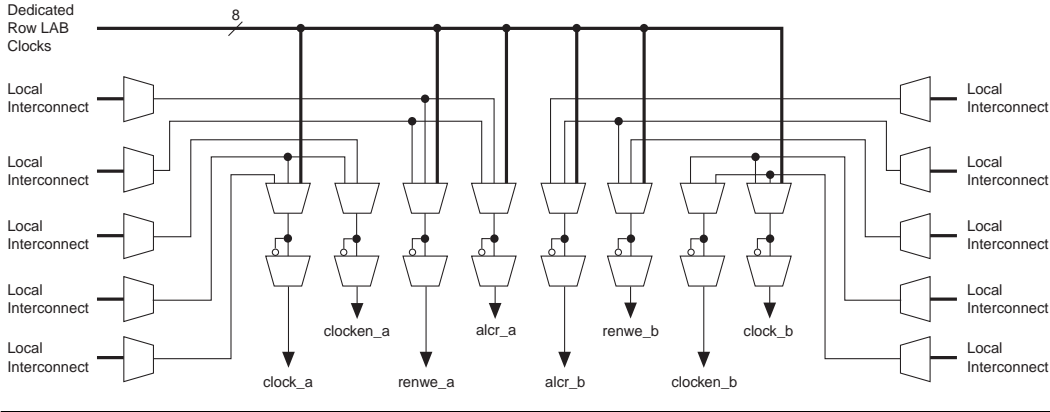 Dedicated
Row LAB
Clocks
8
Local
Interconnect
Local
Interconnect
Local
Interconnect
Local
Interconnect
Local
Interconnect
Local
Interconnect
Local
Interconnect
Local
Interconnect
Local
Interconnect
Local
Interconnect
clocken_a
alcr_a
renwe_b
clock_b
clock_a
renwe_a
alcr_b
clocken_b